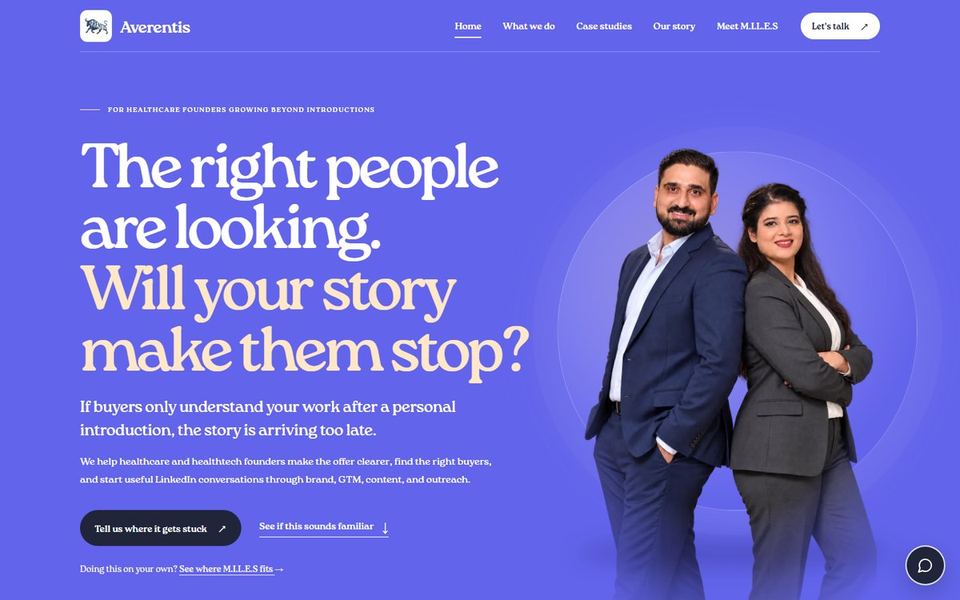 Averentis
Home What we do Case studies Our story Meet M.I.L.E.S Let's talk ↗
FOR HEALTHCARE FOUNDERS GROWING BEYOND INTRODUCTIONS
The right people
are looking.
Will your story
make them stop?
If buyers only understand your work after a personal
introduction, the story is arriving too late.
We help healthcare and healthtech founders make the offer clearer, find the right buyers,
and start useful LinkedIn conversations through brand, GTM, content, and outreach.
Tell us where it gets stuck ↗ See if this sounds familiar ↓
Doing this on your own? See where M.I.L.E.S fits →